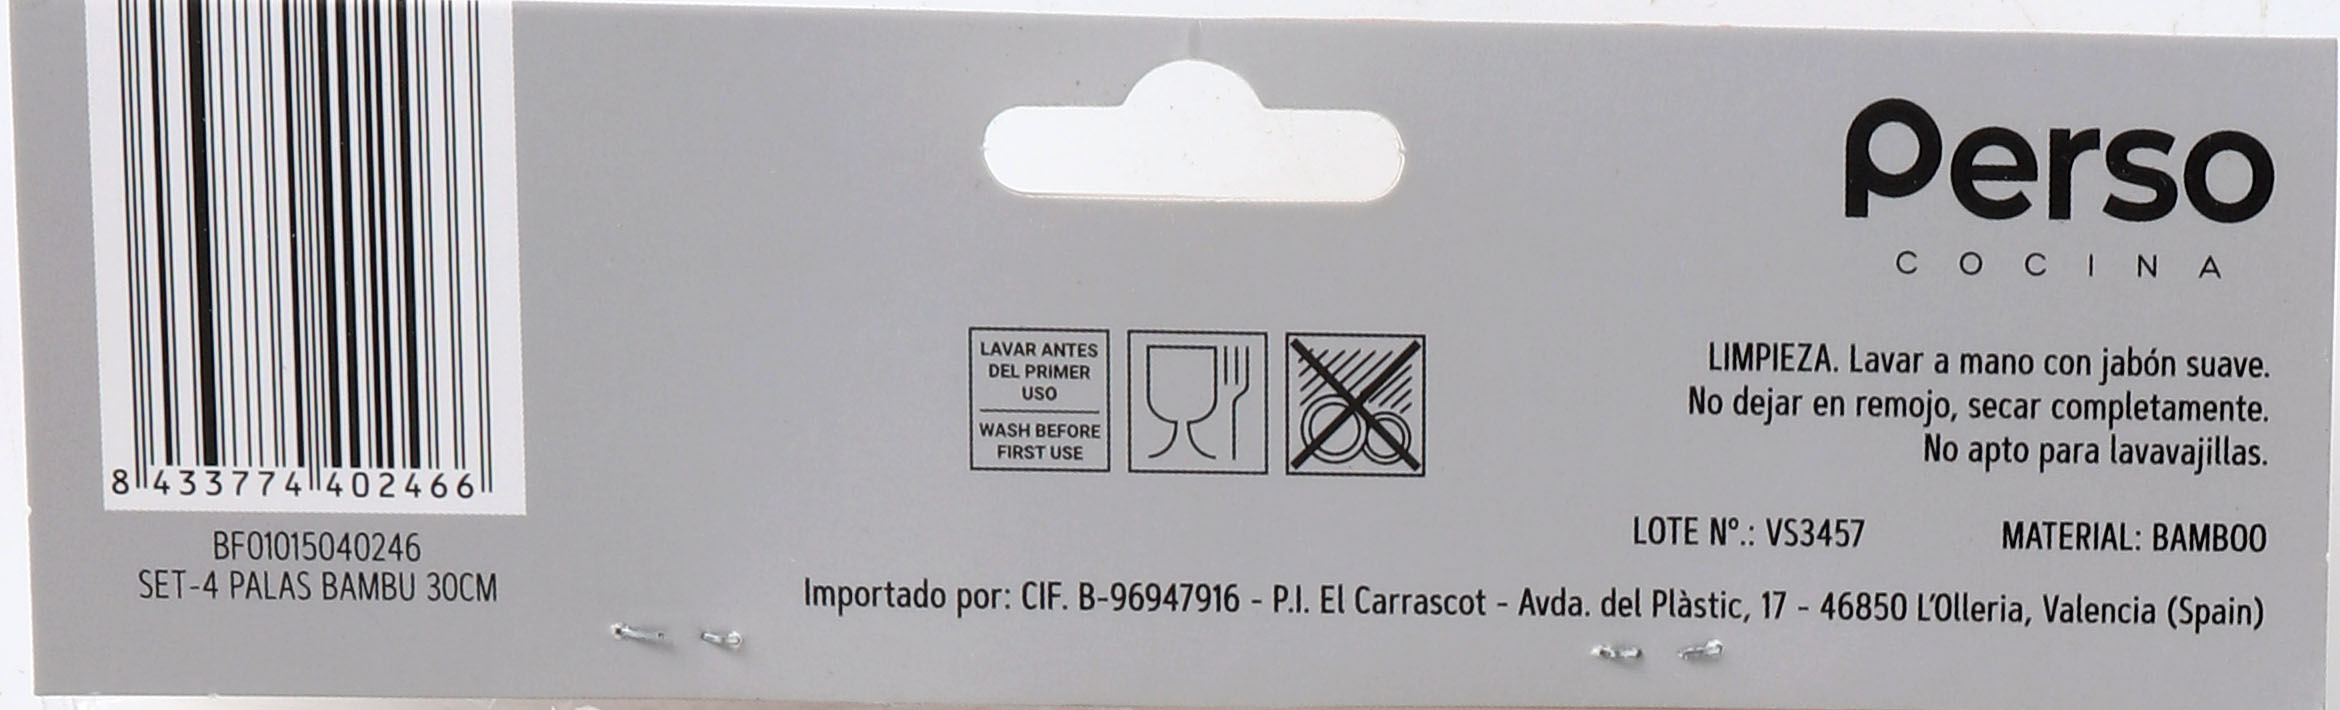 8 433774 402466
BF01015040246
SET-4 PALAS BAMBU 30CM
LAVAR ANTES
DEL PRIMER
USO
WASH BEFORE
FIRST USE
Perso
COCINA
LIMPIEZA. Lavar a mano con jabón suave.
No dejar en remojo, secar completamente.
No apto para lavavajillas.
LOTE Nº.: VS3457 MATERIAL: BAMBOO
Importado por: CIF. B-96947916 - P.I. El Carrascot - Avda. del Plàstic, 17 - 46850 L'Olleria, Valencia (Spain)